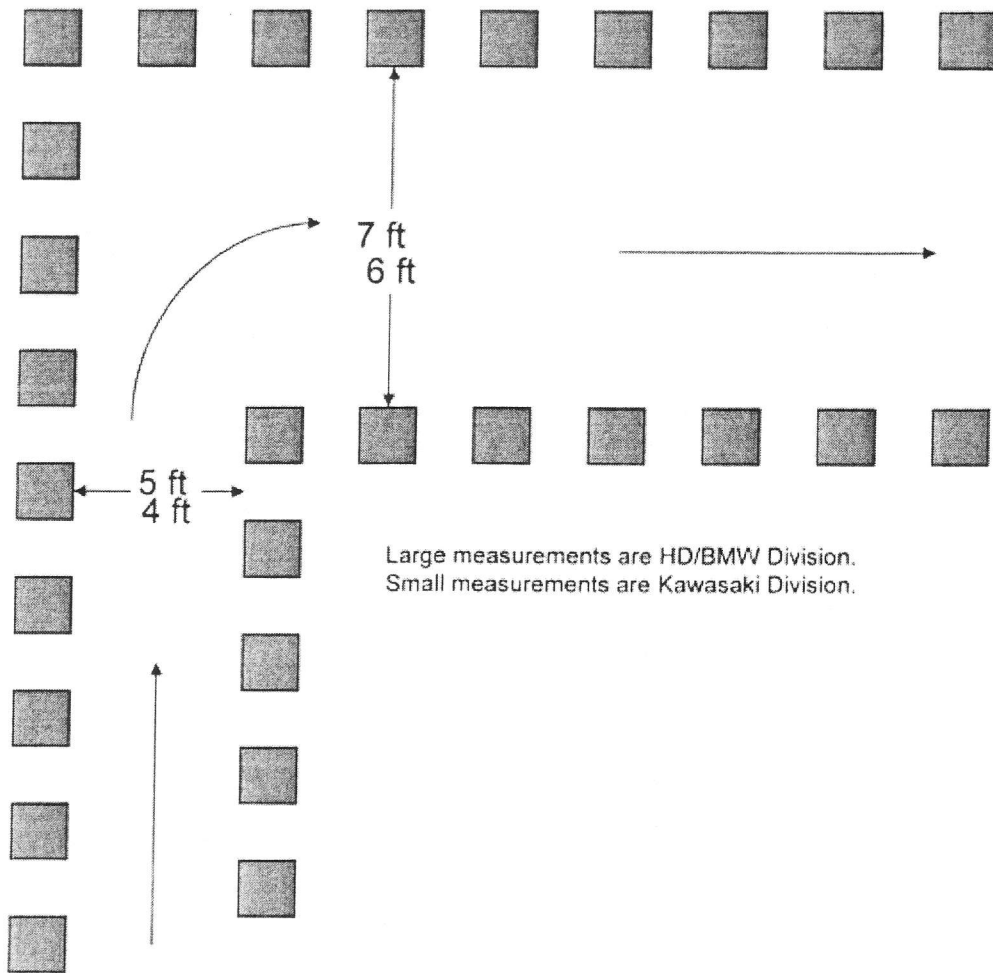 7 ft
6 ft
5 ft
4 ft
Large measurements are HD/BMW Division.
Small measurements are Kawasaki Division.